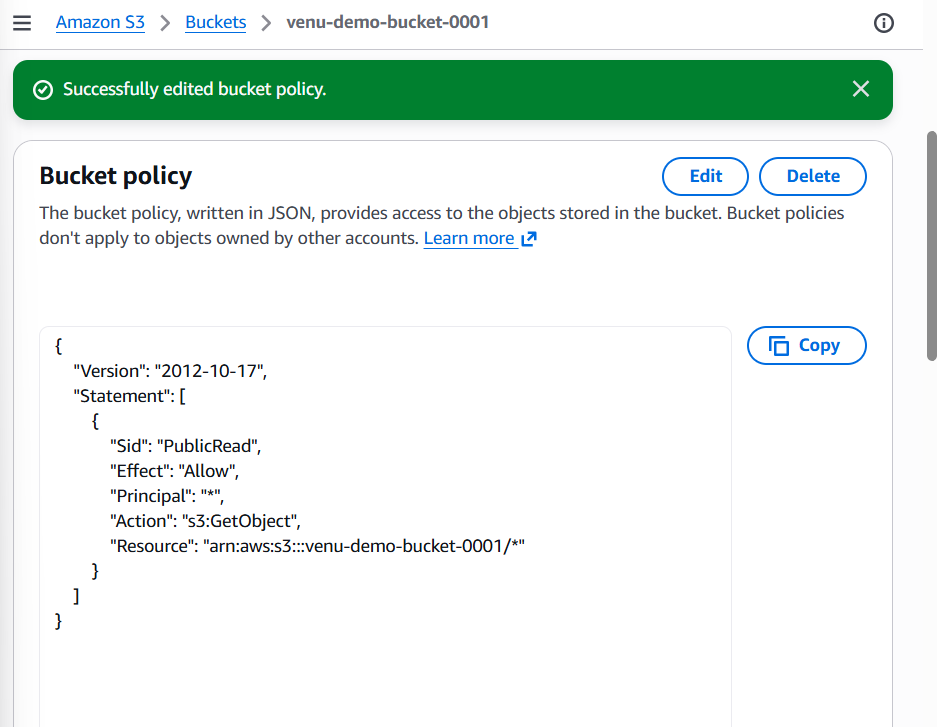 Amazon S3 > Buckets > venu-demo-bucket-0001
Successfully edited bucket policy.
Bucket policy
Edit
Delete
The bucket policy, written in JSON, provides access to the objects stored in the bucket. Bucket policies
don't apply to objects owned by other accounts. Learn more
Copy
{
"Version": "2012-10-17",
"Statement": [
{
"Sid": "PublicRead",
"Effect": "Allow",
"Principal": "*",
"Action": "s3:GetObject",
"Resource": "arn:aws:s3:::venu-demo-bucket-0001/*"
}
]
}